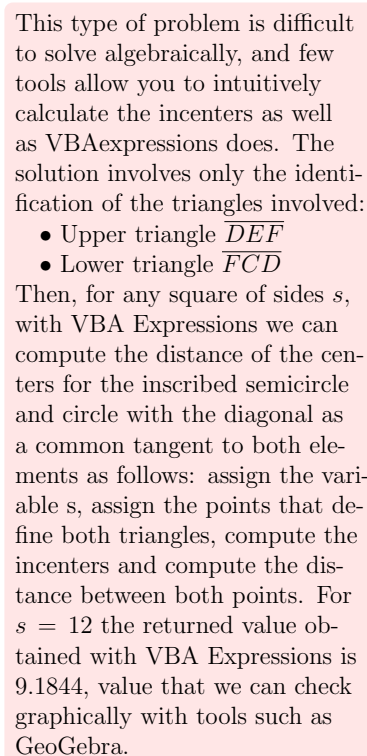 This type of problem is difficult
to solve algebraically, and few
tools allow you to intuitively
calculate the incenters as well
as VBAexpressions does. The
solution involves only the identi-
fication of the triangles involved:
• Upper triangle DEF
• Lower triangle FCD
Then, for any square of sides s,
with VBA Expressions we can
compute the distance of the cen-
ters for the inscribed semicircle
and circle with the diagonal as
a common tangent to both ele-
ments as follows: assign the vari-
able s, assign the points that de-
fine both triangles, compute the
incenters and compute the dis-
tance between both points. For
s = 12 the returned value ob-
tained with VBA Expressions is
9.1844, value that we can check
graphically with tools such as
GeoGebra.